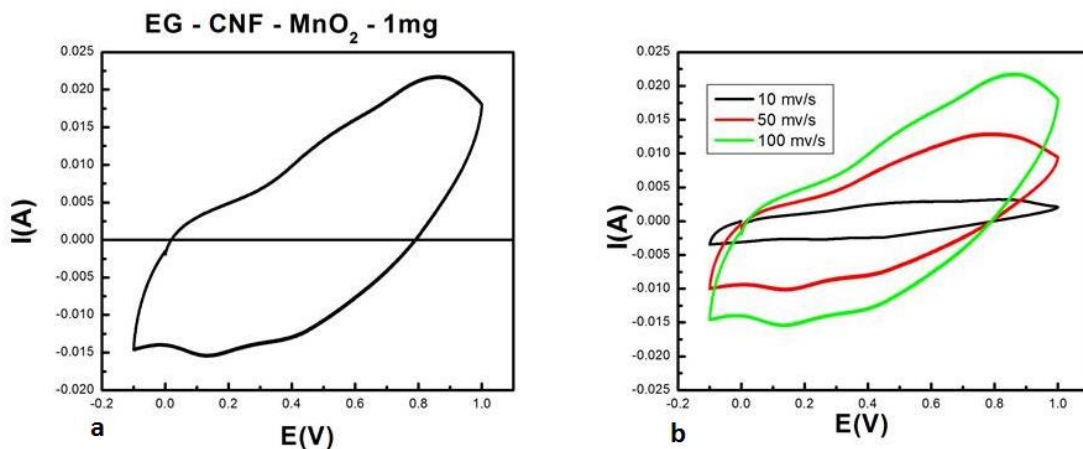 EG - CNF - MnO₂ - 1mg
0.025
0.020
0.015
0.010
0.005
0.000
-0.005
-0.010
-0.015
-0.020
I(A)
-0.2 0.0 0.2 0.4 0.6 0.8 1.0
a
E(V)
0.025
0.020
0.015
0.010
0.005
0.000
-0.005
-0.010
-0.015
-0.020
-0.025
I(A)
10 mv/s
50 mv/s
100 mv/s
-0.2 0.0 0.2 0.4 0.6 0.8 1.0
b
E(V)